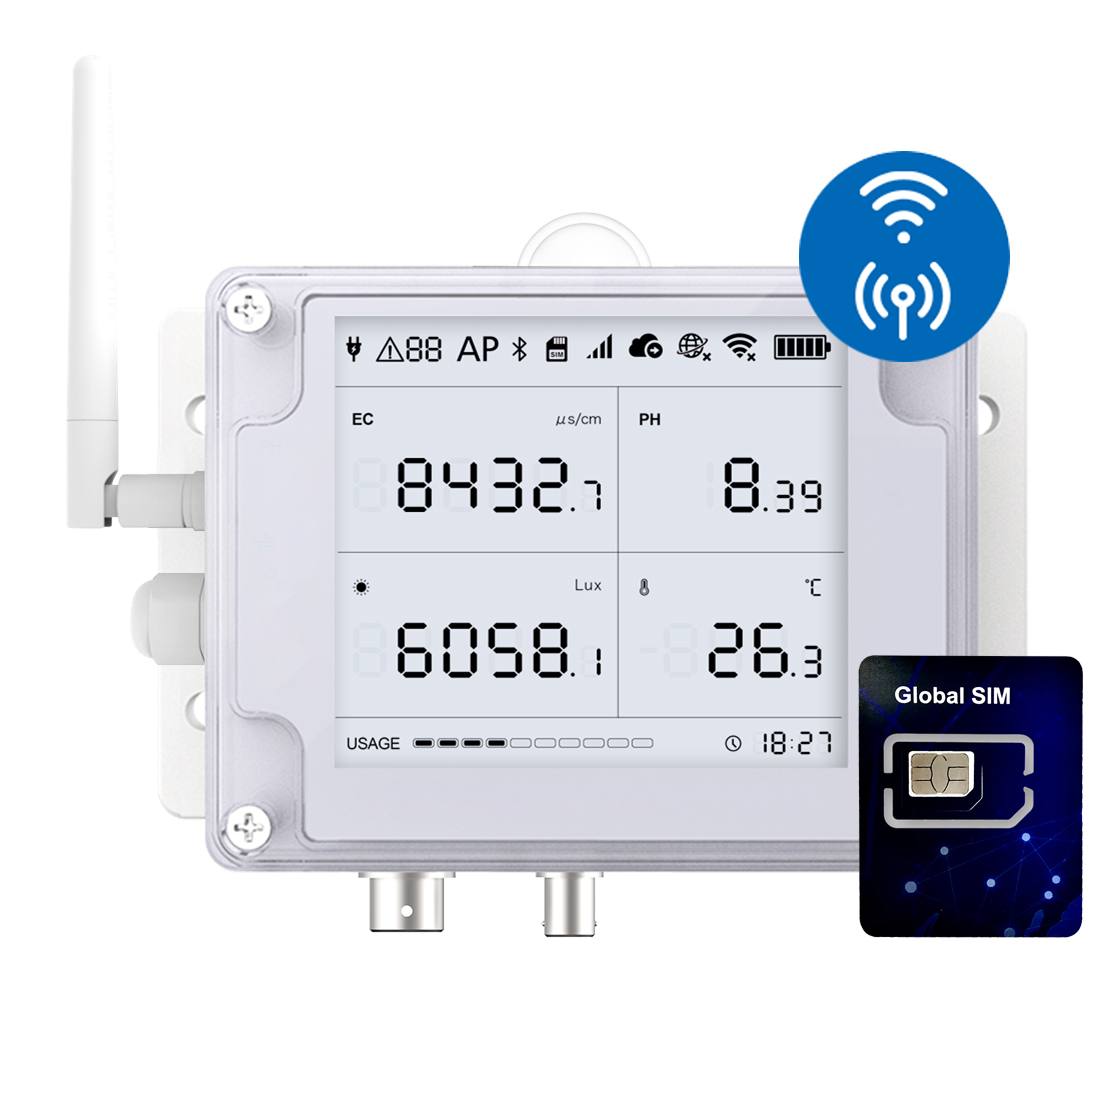 88 AP SIM
EC μs/cm PH
8432.7 8.39
Lux ℃
6058.1 26.3
USAGE 18:27
Global SIM